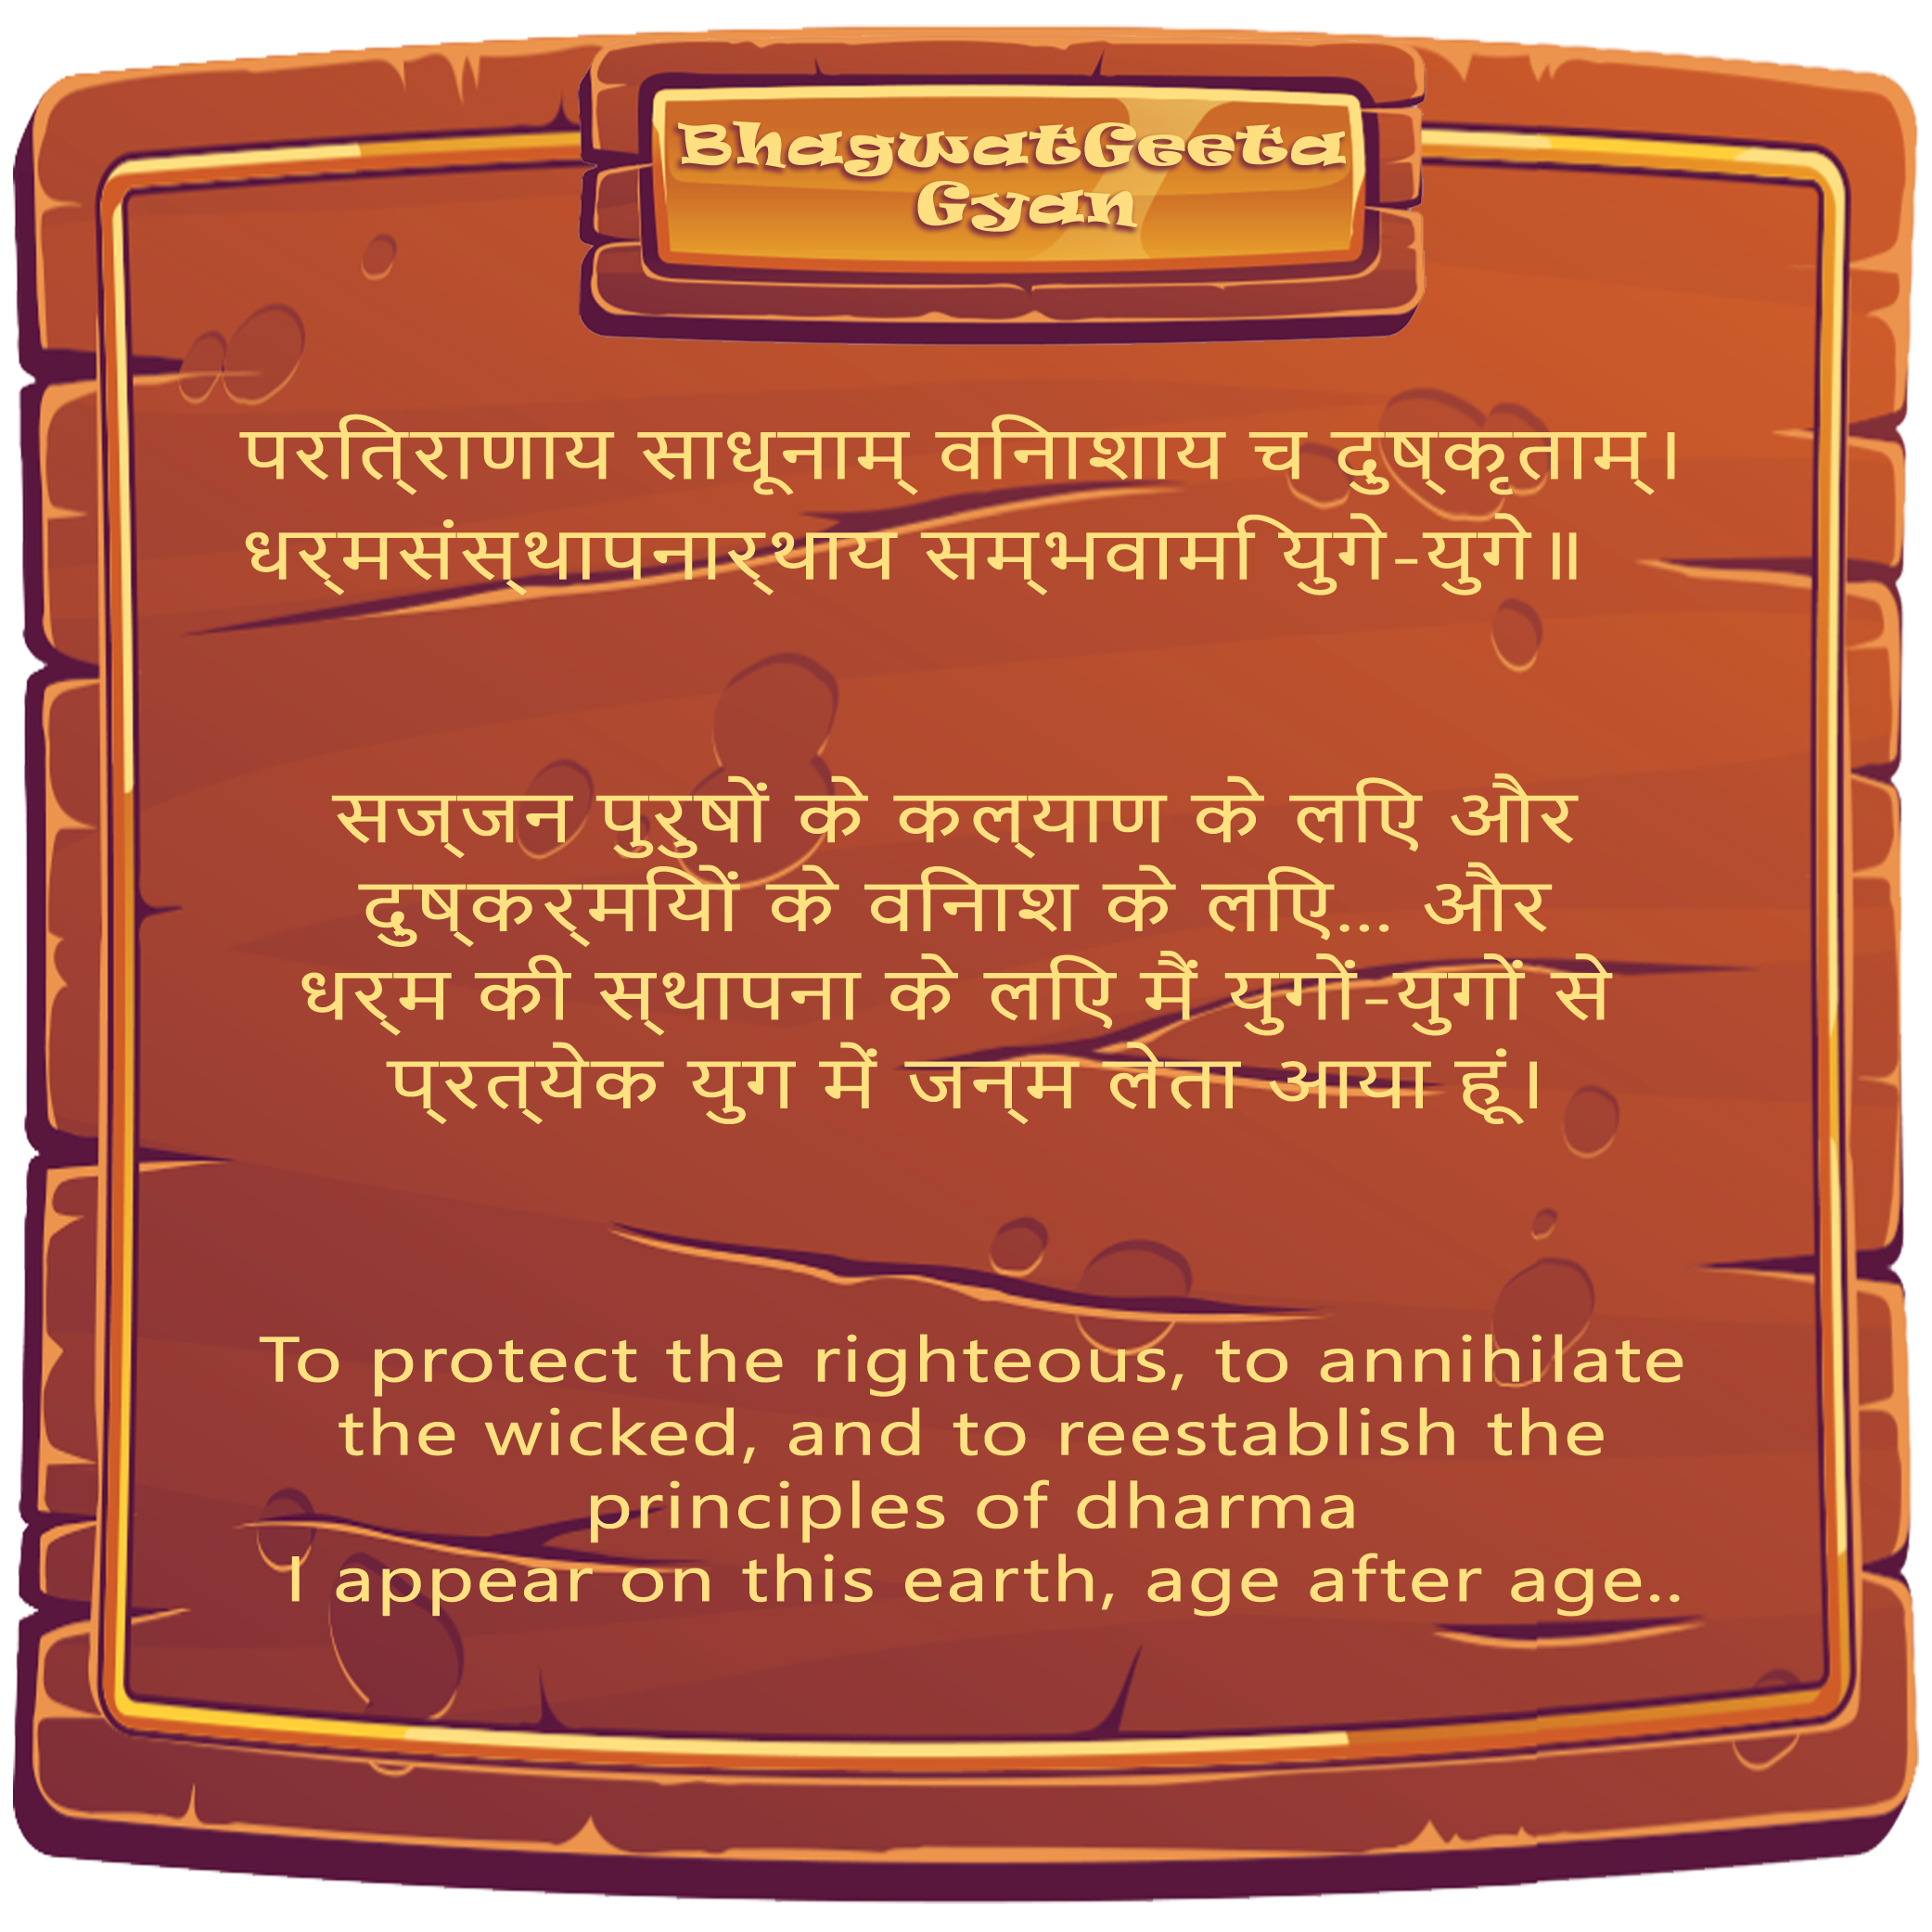 BhagwatGeeta
Gyan
परित्राणाय साधूनाम् विनाशाय च दुष्कृताम्।
धर्मसंस्थापनार्थाय सम्भवामि युगे-युगे॥
सज्जन पुरुषों के कल्याण के लिए और
दुष्कर्मियों के विनाश के लिए... और
धर्म की स्थापना के लिए मैं युगों-युगों से
प्रत्येक युग में जन्म लेता आया हूं।
To protect the righteous, to annihilate
the wicked, and to reestablish the
principles of dharma
I appear on this earth, age after age..